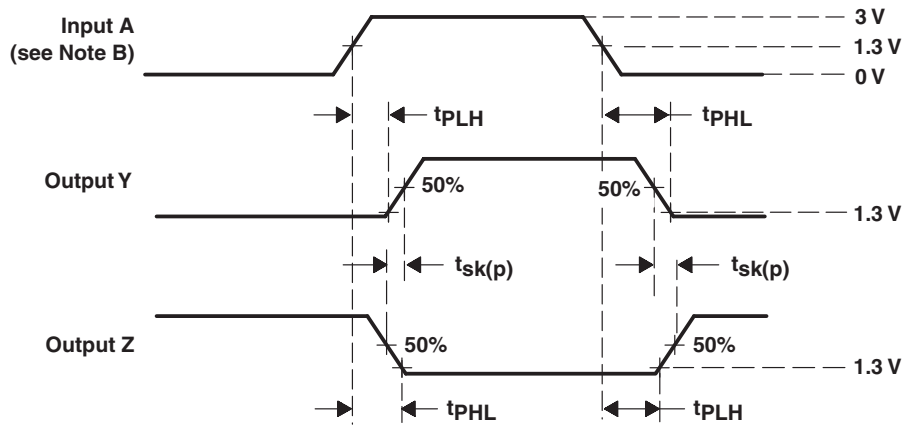 Input A
(see Note B)
3 V
1.3 V
0 V
tPLH
tPHL
Output Y
50%
50%
1.3 V
tsk(p)
tsk(p)
Output Z
50%
50%
1.3 V
tPHL
tPLH